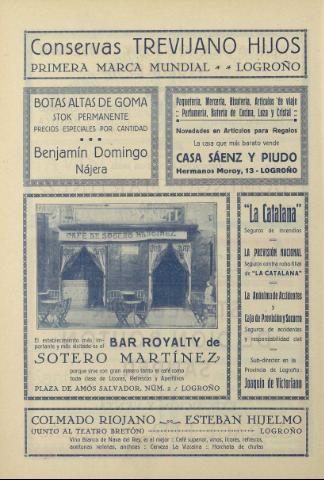 Conservas TREVIJANO HIJOS
PRIMERA MARCA MUNDIAL - LOGROÑO
BOTAS ALTAS DE GOMA
STOK PERMANENTE
PRECIOS ESPECIALES POR CANTIDAD
Benjamín Domingo
Nájera
Paquetería, Mercería, Bisutería, Artículos de viaje
:: Perfumería, Batería de Cocina, Loza y Cristal ::
Novedades en Artículos para Regalos
La casa que más barato vende
CASA SÁENZ Y PIUDO
Hermanos Moroy, 13 - LOGROÑO
CAFE DE SOTERO MARTINEZ
El establecimiento más importante y más visitado es el
BAR ROYALTY de
SOTERO MARTÍNEZ
porque sirve con gran esmero tanto el café como
toda clase de Licores, Refrescos y Aperitivos
PLAZA DE AMÓS SALVADOR, NÚM. 2 : LOGROÑO
"La Catalana"
Seguros de incendios
LA PREVISIÓN NACIONAL
Seguros contra robo filial
de "LA CATALANA"
La Anónima de Accidentes
y
Caja de Previsión y Socorro
Seguros de accidentes
y responsabilidad civil
Sub-director en la
Provincia de Logroño:
Joaquín de Victoriano
COLMADO RIOJANO ESTEBAN HIJELMO
(JUNTO AL TEATRO BRETÓN) LOGROÑO
Vino Blanco de Nava del Rey, es el mejor :: Café superior, vinos, licores, refrescos,
aceitunas rellenas, anchoas :: Cerveza La Vizcaína :: Horchata de chufas